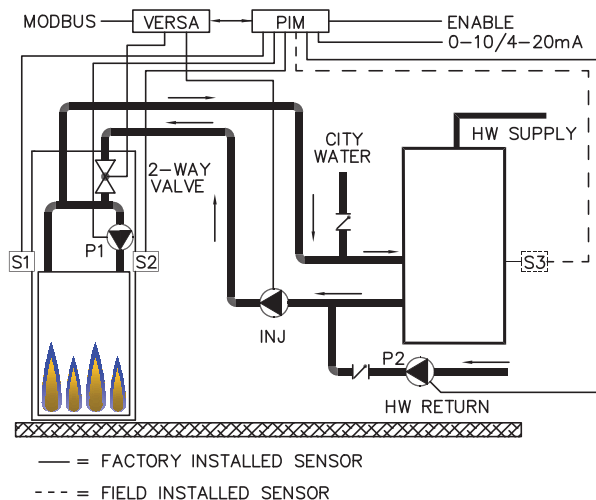 MODBUS
VERSA
PIM
ENABLE
0-10/4-20mA
CITY
WATER
HW SUPPLY
2-WAY
VALVE
P1
S1
S2
S3
INJ
P2
HW RETURN
= FACTORY INSTALLED SENSOR
= FIELD INSTALLED SENSOR